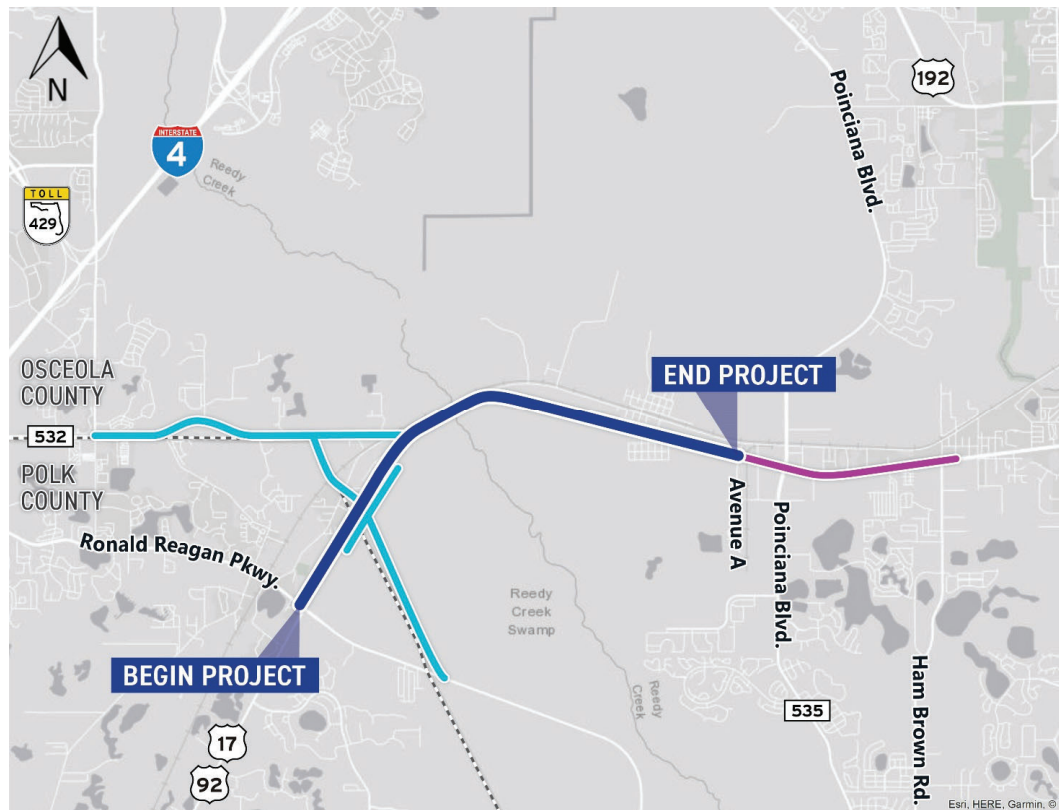 N
192
Poinciana Blvd.
INTERSTATE
4
Reedy
Creek
TOLL
429
OSCEOLA
COUNTY
END PROJECT
532
POLK
COUNTY
Avenue A
Poinciana Blvd.
Ronald Reagan Pkwy.
Reedy
Creek
Swamp
BEGIN PROJECT
Reedy
Creek
Ham Brown Rd.
535
17
92
Esri, HERE, Garmin, ©